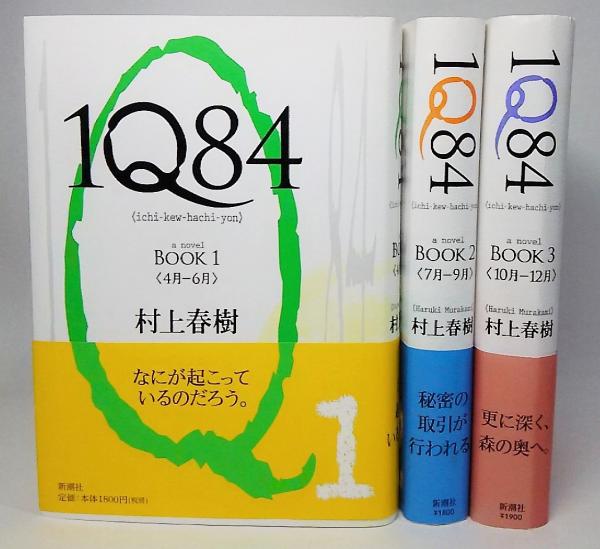 1Q84
《ichi-kew-hachi-yon》
a novel
BOOK 1
〈4月−6月〉
村上春樹
なにが起こって
いるのだろう。
1
新潮社
定価:本体1800円(税別)
1Q84
《ichi-kew-hachi-yon》
a novel
BOOK 2
〈7月−9月〉
《Haruki Murakami》
村上春樹
秘密の
取引が
行われる
新潮社
¥1800
1Q84
《ichi-kew-hachi-yon》
a novel
BOOK 3
〈10月−12月〉
《Haruki Murakami》
村上春樹
更に深く、
森の奥へ。
新潮社
¥1900